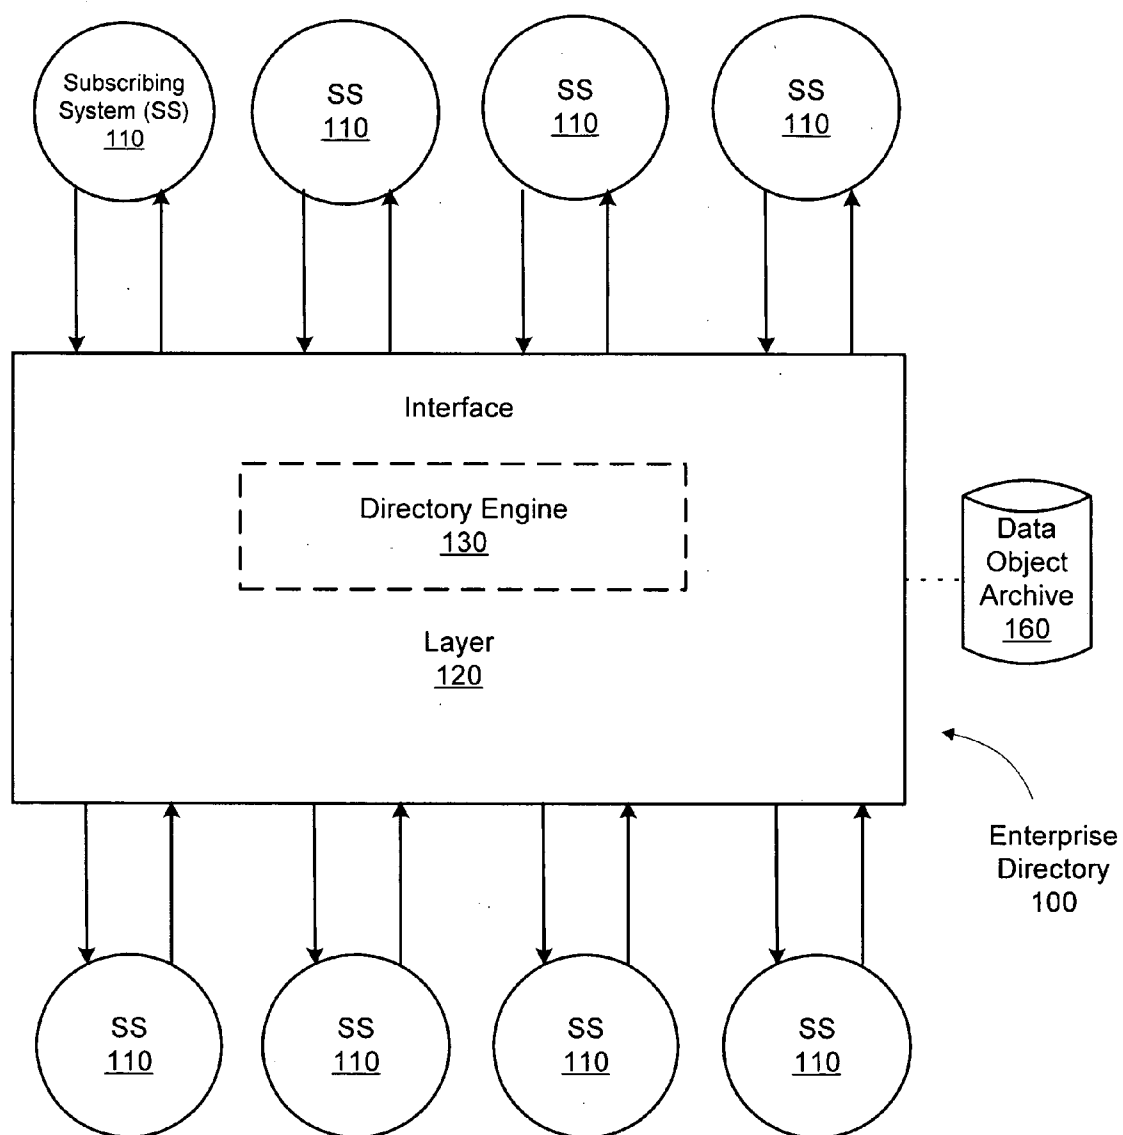 Subscribing
System (SS)
110
SS
110
SS
110
SS
110
Interface
Directory Engine
130
Layer
120
Data
Object
Archive
160
Enterprise
Directory
100
SS
110
SS
110
SS
110
SS
110